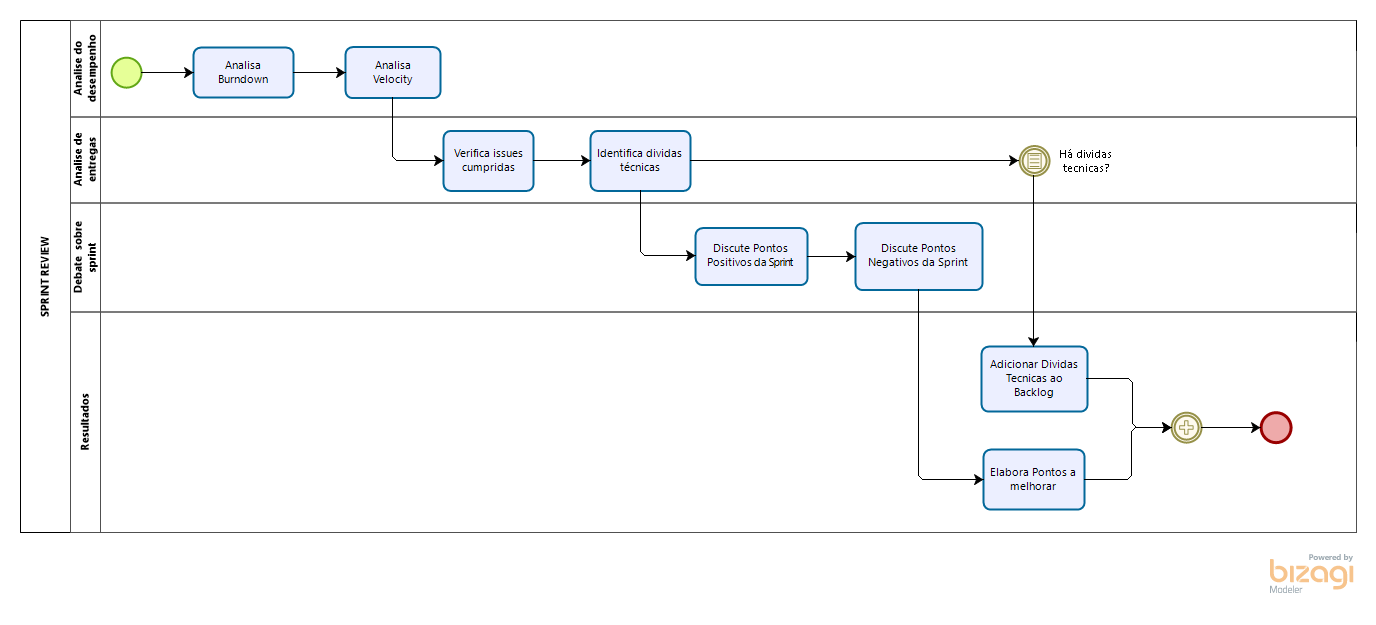 SPRINT REVIEW
Analise do
desempenho
Analisa
Burndown
Analisa
Velocity
Analise de
entregas
Verifica issues
cumpridas
Identifica dividas
técnicas
Há dividas
tecnicas?
Debate sobre
sprint
Discute Pontos
Positivos da Sprint
Discute Pontos
Negativos da Sprint
Resultados
Adicionar Dividas
Tecnicas ao
Backlog
Elabora Pontos a
melhorar
Powered by
bizagi
Modeler